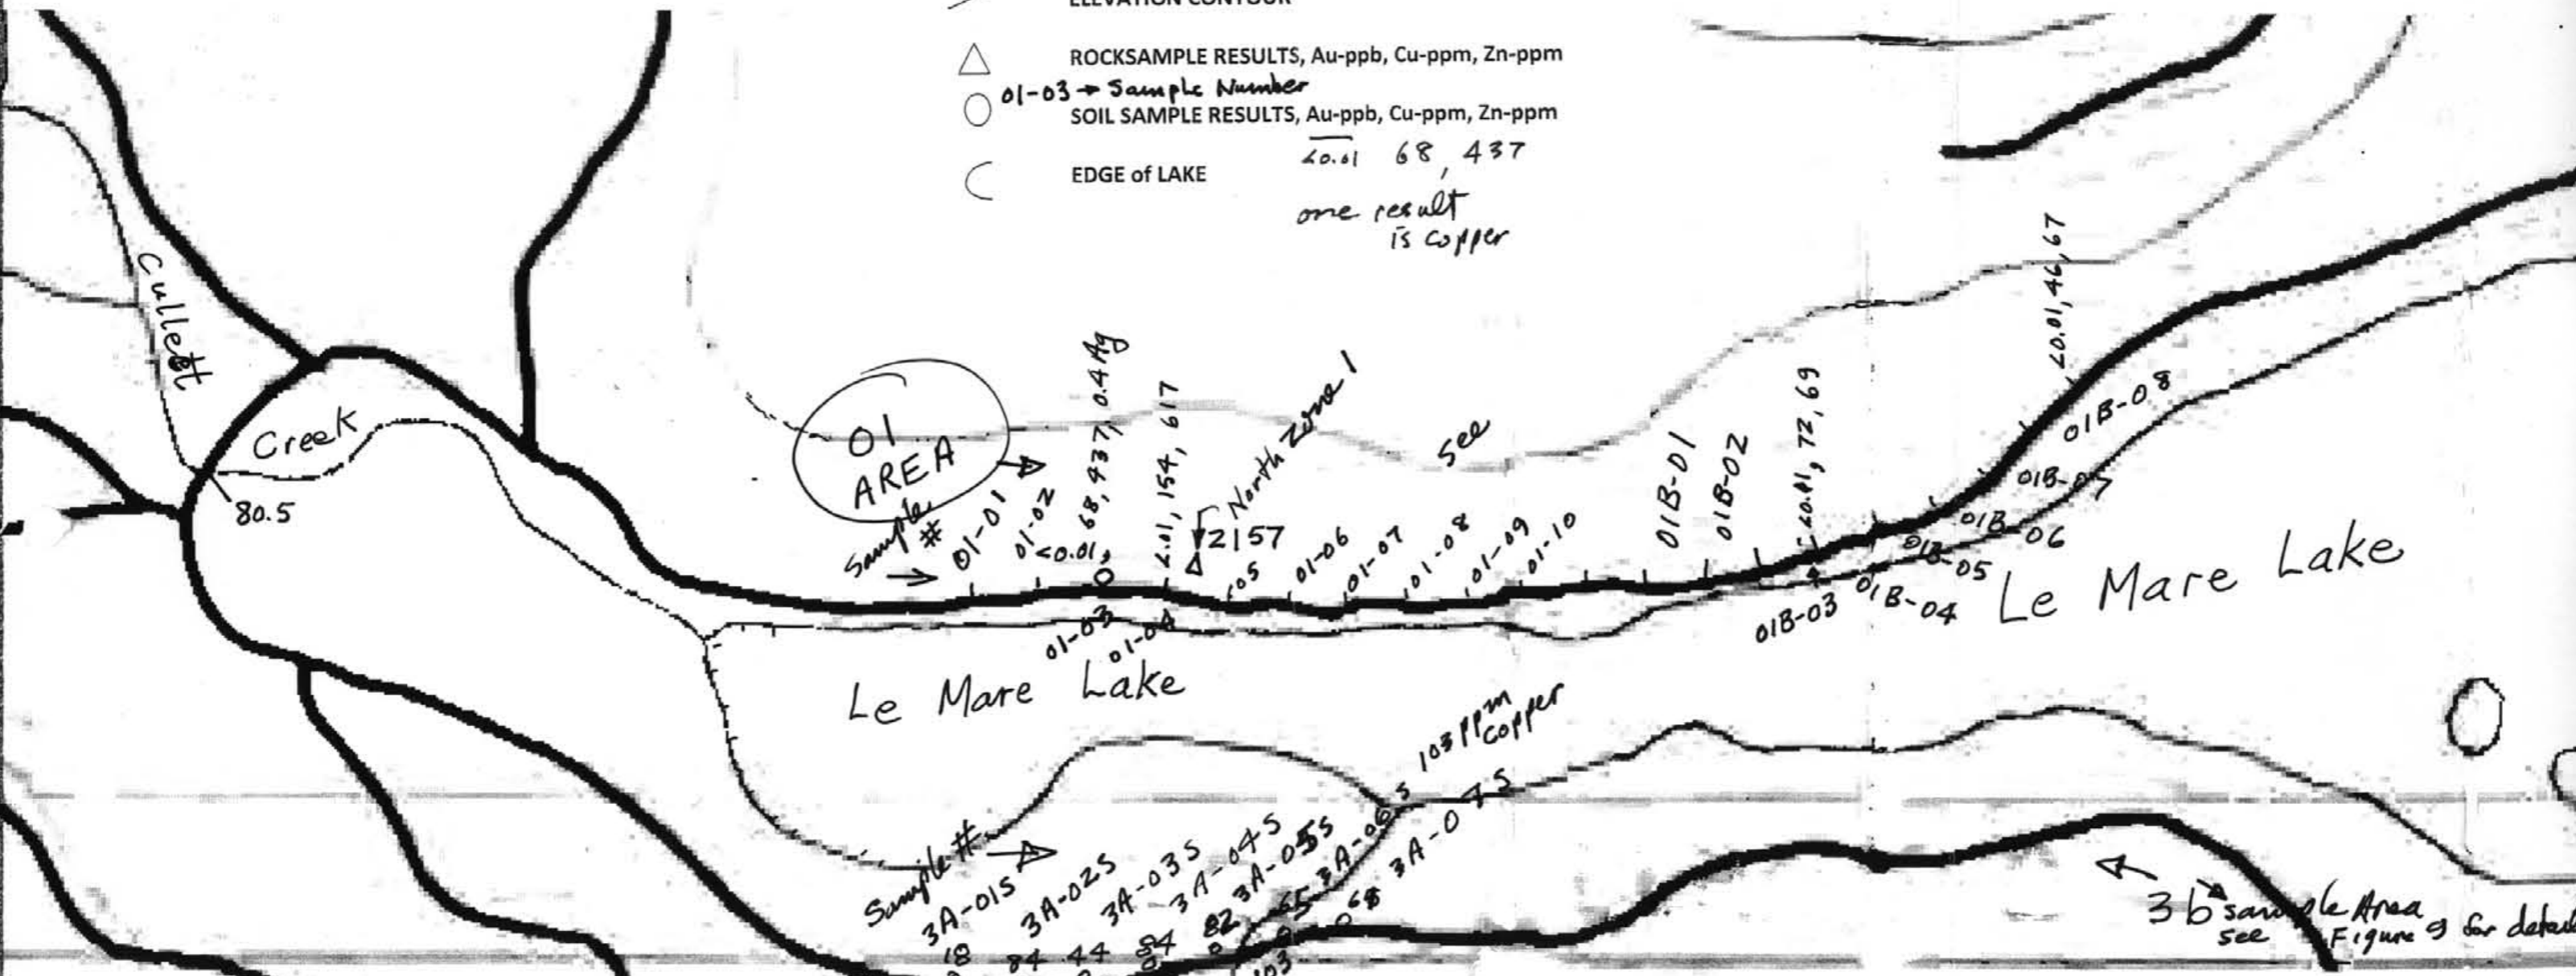 ELEVATION CONTOUR
ROCKSAMPLE RESULTS, Au-ppb, Cu-ppm, Zn-ppm
01-03 → Sample Number
SOIL SAMPLE RESULTS, Au-ppb, Cu-ppm, Zn-ppm
<0.01 68, 437
EDGE of LAKE
one result
is copper
Cullet
Creek
80.5
01
AREA
Sample
#
01-01
01-02
<0.01, 68, 437, 0.4 Ag
01-03
<.01, 154, 617
01-04
North Zone 1
2157
05
01-06
01-07
01-08
01-09
01-10
See
01B-01
01B-02
<0.01, 72, 69
01B-03
01B-04
01B-05
01B-06
01B-07
01B-08
<0.01, 46, 67
Le Mare Lake
Le Mare Lake
103 ppm
copper
Sample #
3A-01S
3A-02S
3A-03S
3A-04S
3A-05S
3A-06S
3A-07S
18
84
44
84
82
65
68
103
3b sample Area
see Figure 9 for detail